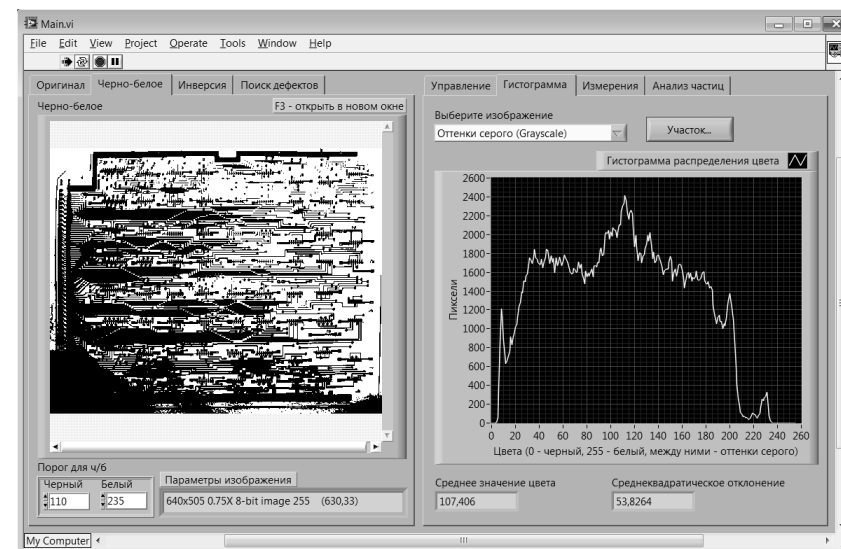 Main.vi
File Edit View Project Operate Tools Window Help
Оригинал Черно-белое Инверсия Поиск дефектов
Черно-белое
F3 - открыть в новом окне
Порог для ч/б
Черный Белый
110 235
Параметры изображения
640x505 0.75X 8-bit image 255 (630,33)
Управление Гистограмма Измерения Анализ частиц
Выберите изображение
Оттенки серого (Grayscale)
Участок...
Гистограмма распределения цвета
Пиксели
2600
2400
2200
2000
1800
1600
1400
1200
1000
800
600
400
200
0
0 20 40 60 80 100 120 140 160 180 200 220 240 260
Цвета (0 - черный, 255 - белый, между ними - оттенки серого)
Среднее значение цвета
107,406
Среднеквадратическое отклонение
53,8264
My Computer